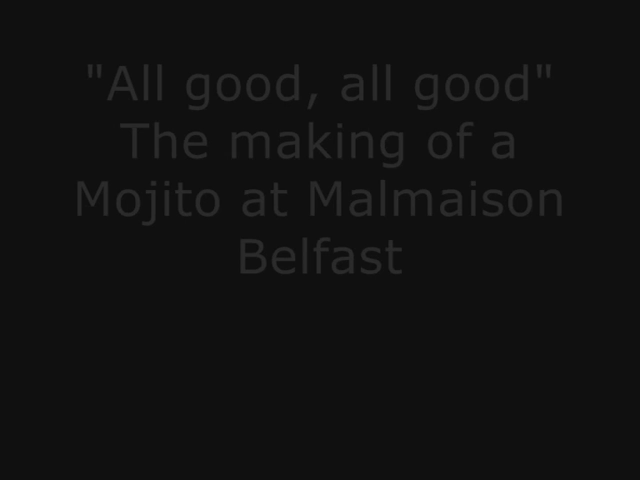 "All good, all good"
The making of a
Mojito at Malmaison
Belfast